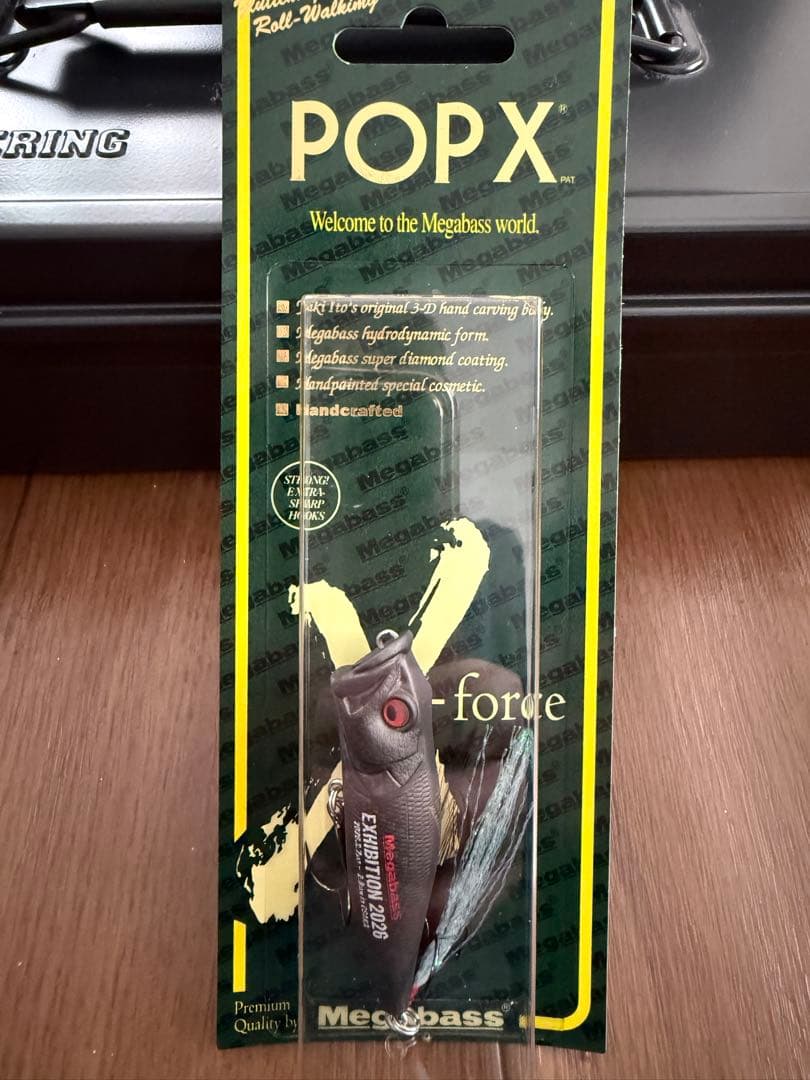 Roll-Walking
RING
POP X®
PAT.
Welcome to the Megabass world.
Yuki Ito's original 3-D hand carving body.
Megabass hydrodynamic form.
Megabass super diamond coating.
Handpainted special cosmetic.
Handcrafted
STRONG!
EXTRA-
SHARP
HOOKS
X-force
Megabass
EXHIBITION 2026
Premium
Quality by Megabass®